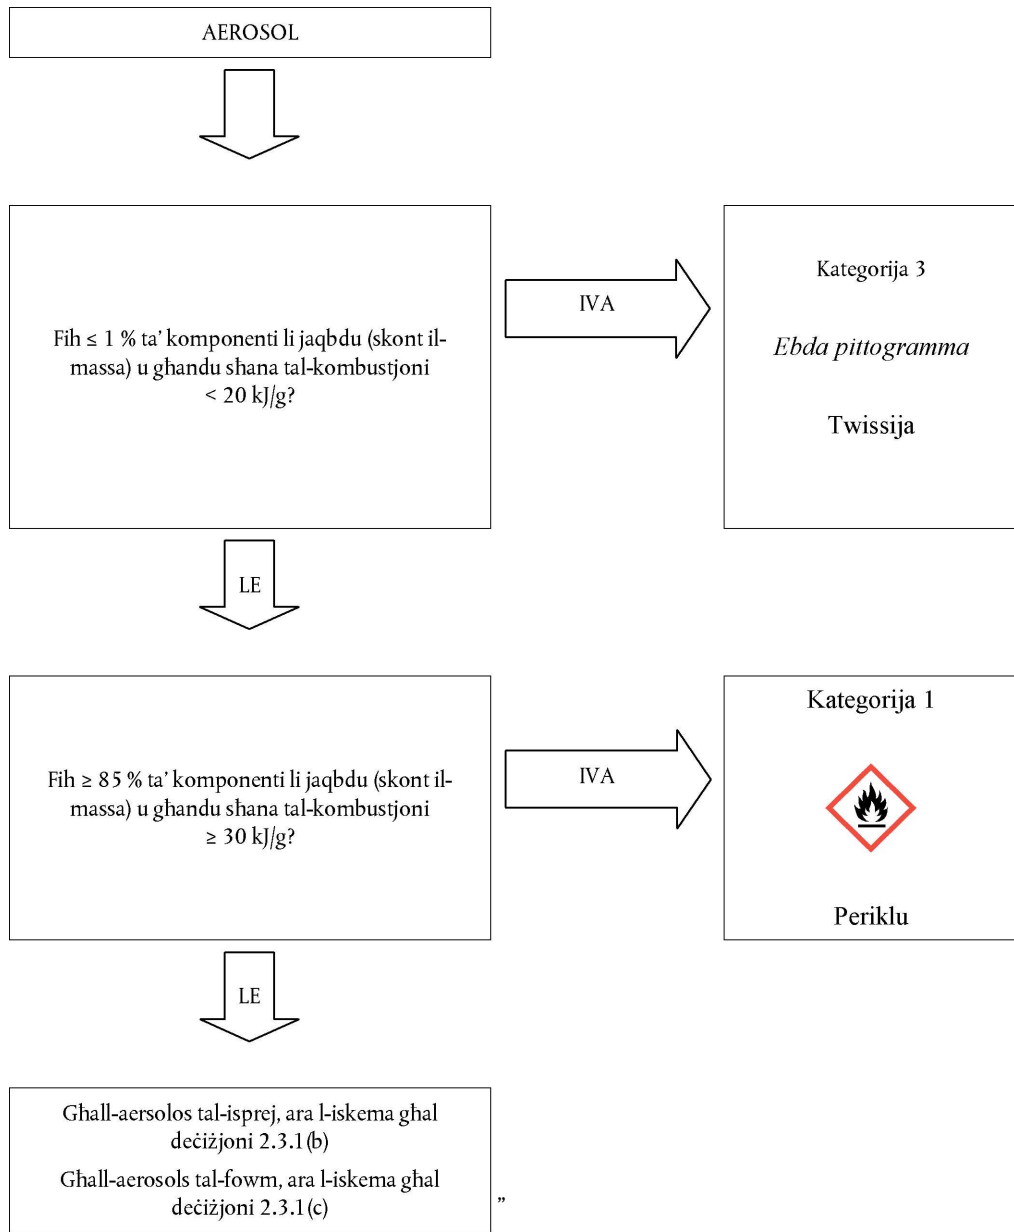 AEROSOL
Fih ≤ 1 % ta’ komponenti li jaqbdu (skont il-
massa) u għandu sħana tal-kombustjoni
< 20 kJ/g?
IVA
Kategorija 3
Ebda pittogramma
Twissija
LE
Fih ≥ 85 % ta’ komponenti li jaqbdu (skont il-
massa) u għandu sħana tal-kombustjoni
≥ 30 kJ/g?
IVA
Kategorija 1
Periklu
LE
Għall-aersolos tal-isprej, ara l-iskema għal
deċiżjoni 2.3.1(b)
Għall-aerosols tal-fowm, ara l-iskema għal
deċiżjoni 2.3.1(c)
”